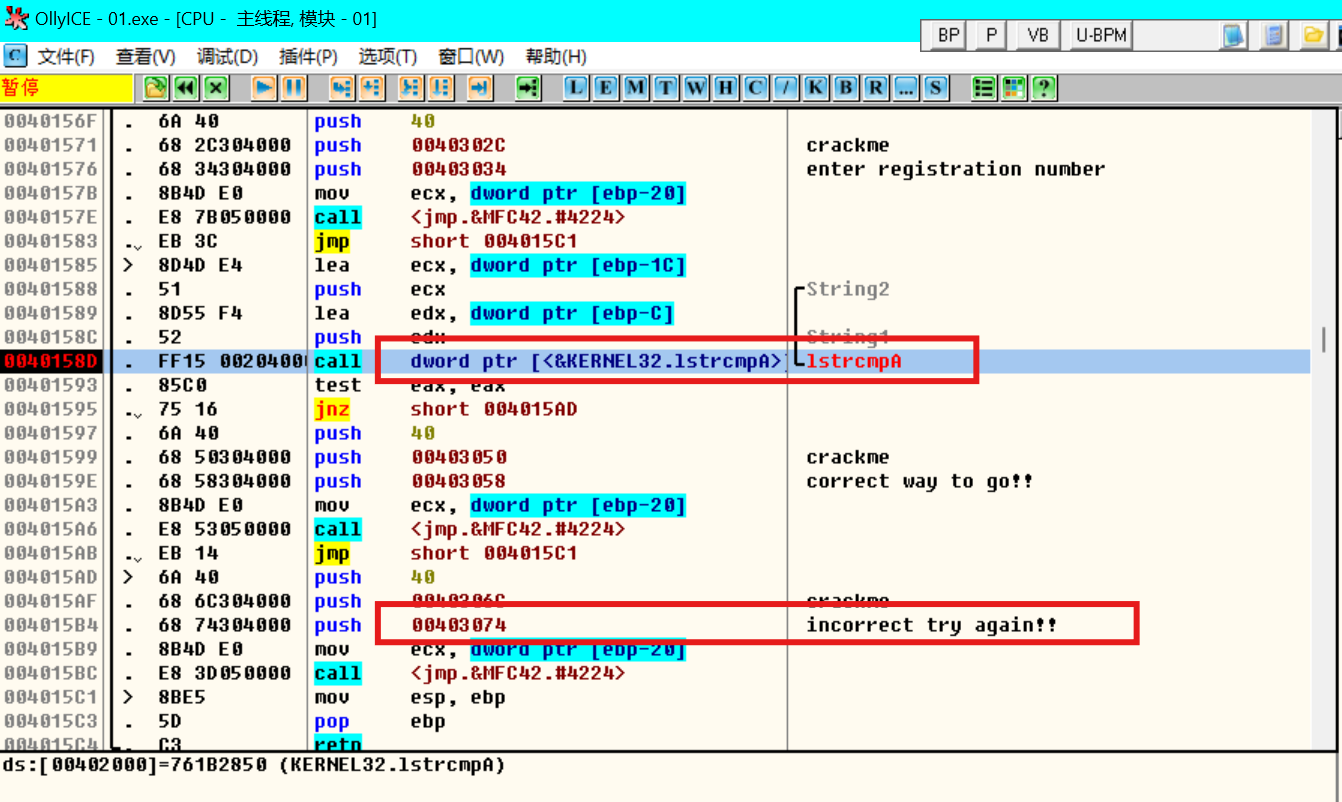 OllyICE - 01.exe - [CPU - 主线程, 模块 - 01]
BP P VB U-BPM
C 文件(F) 查看(V) 调试(D) 插件(P) 选项(T) 窗口(W) 帮助(H)
暂停 L E M T W H C / K B R ... S ?
0040156F . 6A 40 push 40
00401571 . 68 2C304000 push 0040302C crackme
00401576 . 68 34304000 push 00403034 enter registration number
0040157B . 8B4D E0 mov ecx, dword ptr [ebp-20]
0040157E . E8 7B050000 call <jmp.&MFC42.#4224>
00401583 . EB 3C jmp short 004015C1
00401585 > 8D4D E4 lea ecx, dword ptr [ebp-1C]
00401588 . 51 push ecx String2
00401589 . 8D55 F4 lea edx, dword ptr [ebp-C]
0040158C . 52 push edx String1
0040158D . FF15 00204000 call dword ptr [<&KERNEL32.lstrcmpA>] lstrcmpA
00401593 . 85C0 test eax, eax
00401595 . 75 16 jnz short 004015AD
00401597 . 6A 40 push 40
00401599 . 68 50304000 push 00403050 crackme
0040159E . 68 58304000 push 00403058 correct way to go!!
004015A3 . 8B4D E0 mov ecx, dword ptr [ebp-20]
004015A6 . E8 53050000 call <jmp.&MFC42.#4224>
004015AB . EB 14 jmp short 004015C1
004015AD > 6A 40 push 40
004015AF . 68 6C304000 push 0040306C crackme
004015B4 . 68 74304000 push 00403074 incorrect try again!!
004015B9 . 8B4D E0 mov ecx, dword ptr [ebp-20]
004015BC . E8 3D050000 call <jmp.&MFC42.#4224>
004015C1 > 8BE5 mov esp, ebp
004015C3 . 5D pop ebp
004015C4 . C3 retn
ds:[00402000]=761B2850 (KERNEL32.lstrcmpA)